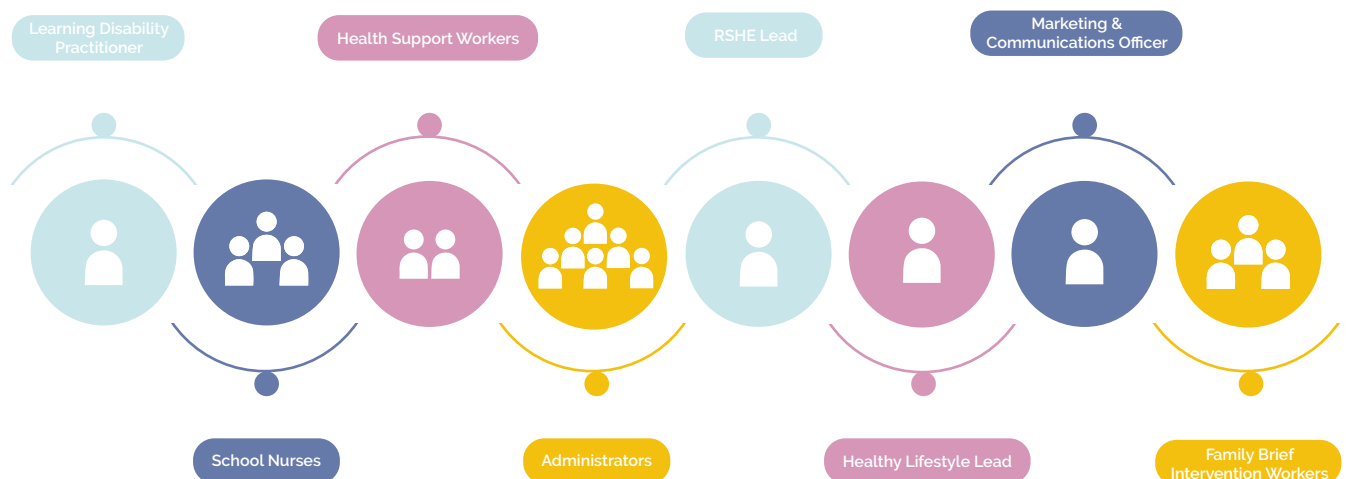 Learning Disability
Practitioner
Health Support Workers
RSHE Lead
Marketing &
Communications Officer
School Nurses
Administrators
Healthy Lifestyle Lead
Family Brief
Intervention Workers